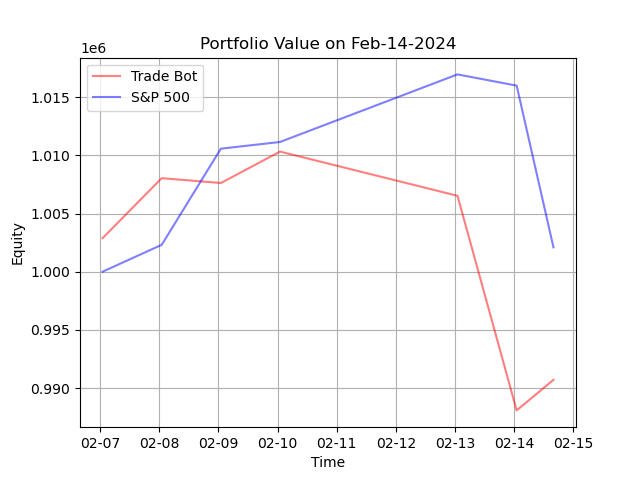 Portfolio Value on Feb-14-2024
1e6
Trade Bot
S&P 500
1.015
1.010
1.005
1.000
0.995
0.990
Equity
02-07 02-08 02-09 02-10 02-11 02-12 02-13 02-14 02-15
Time